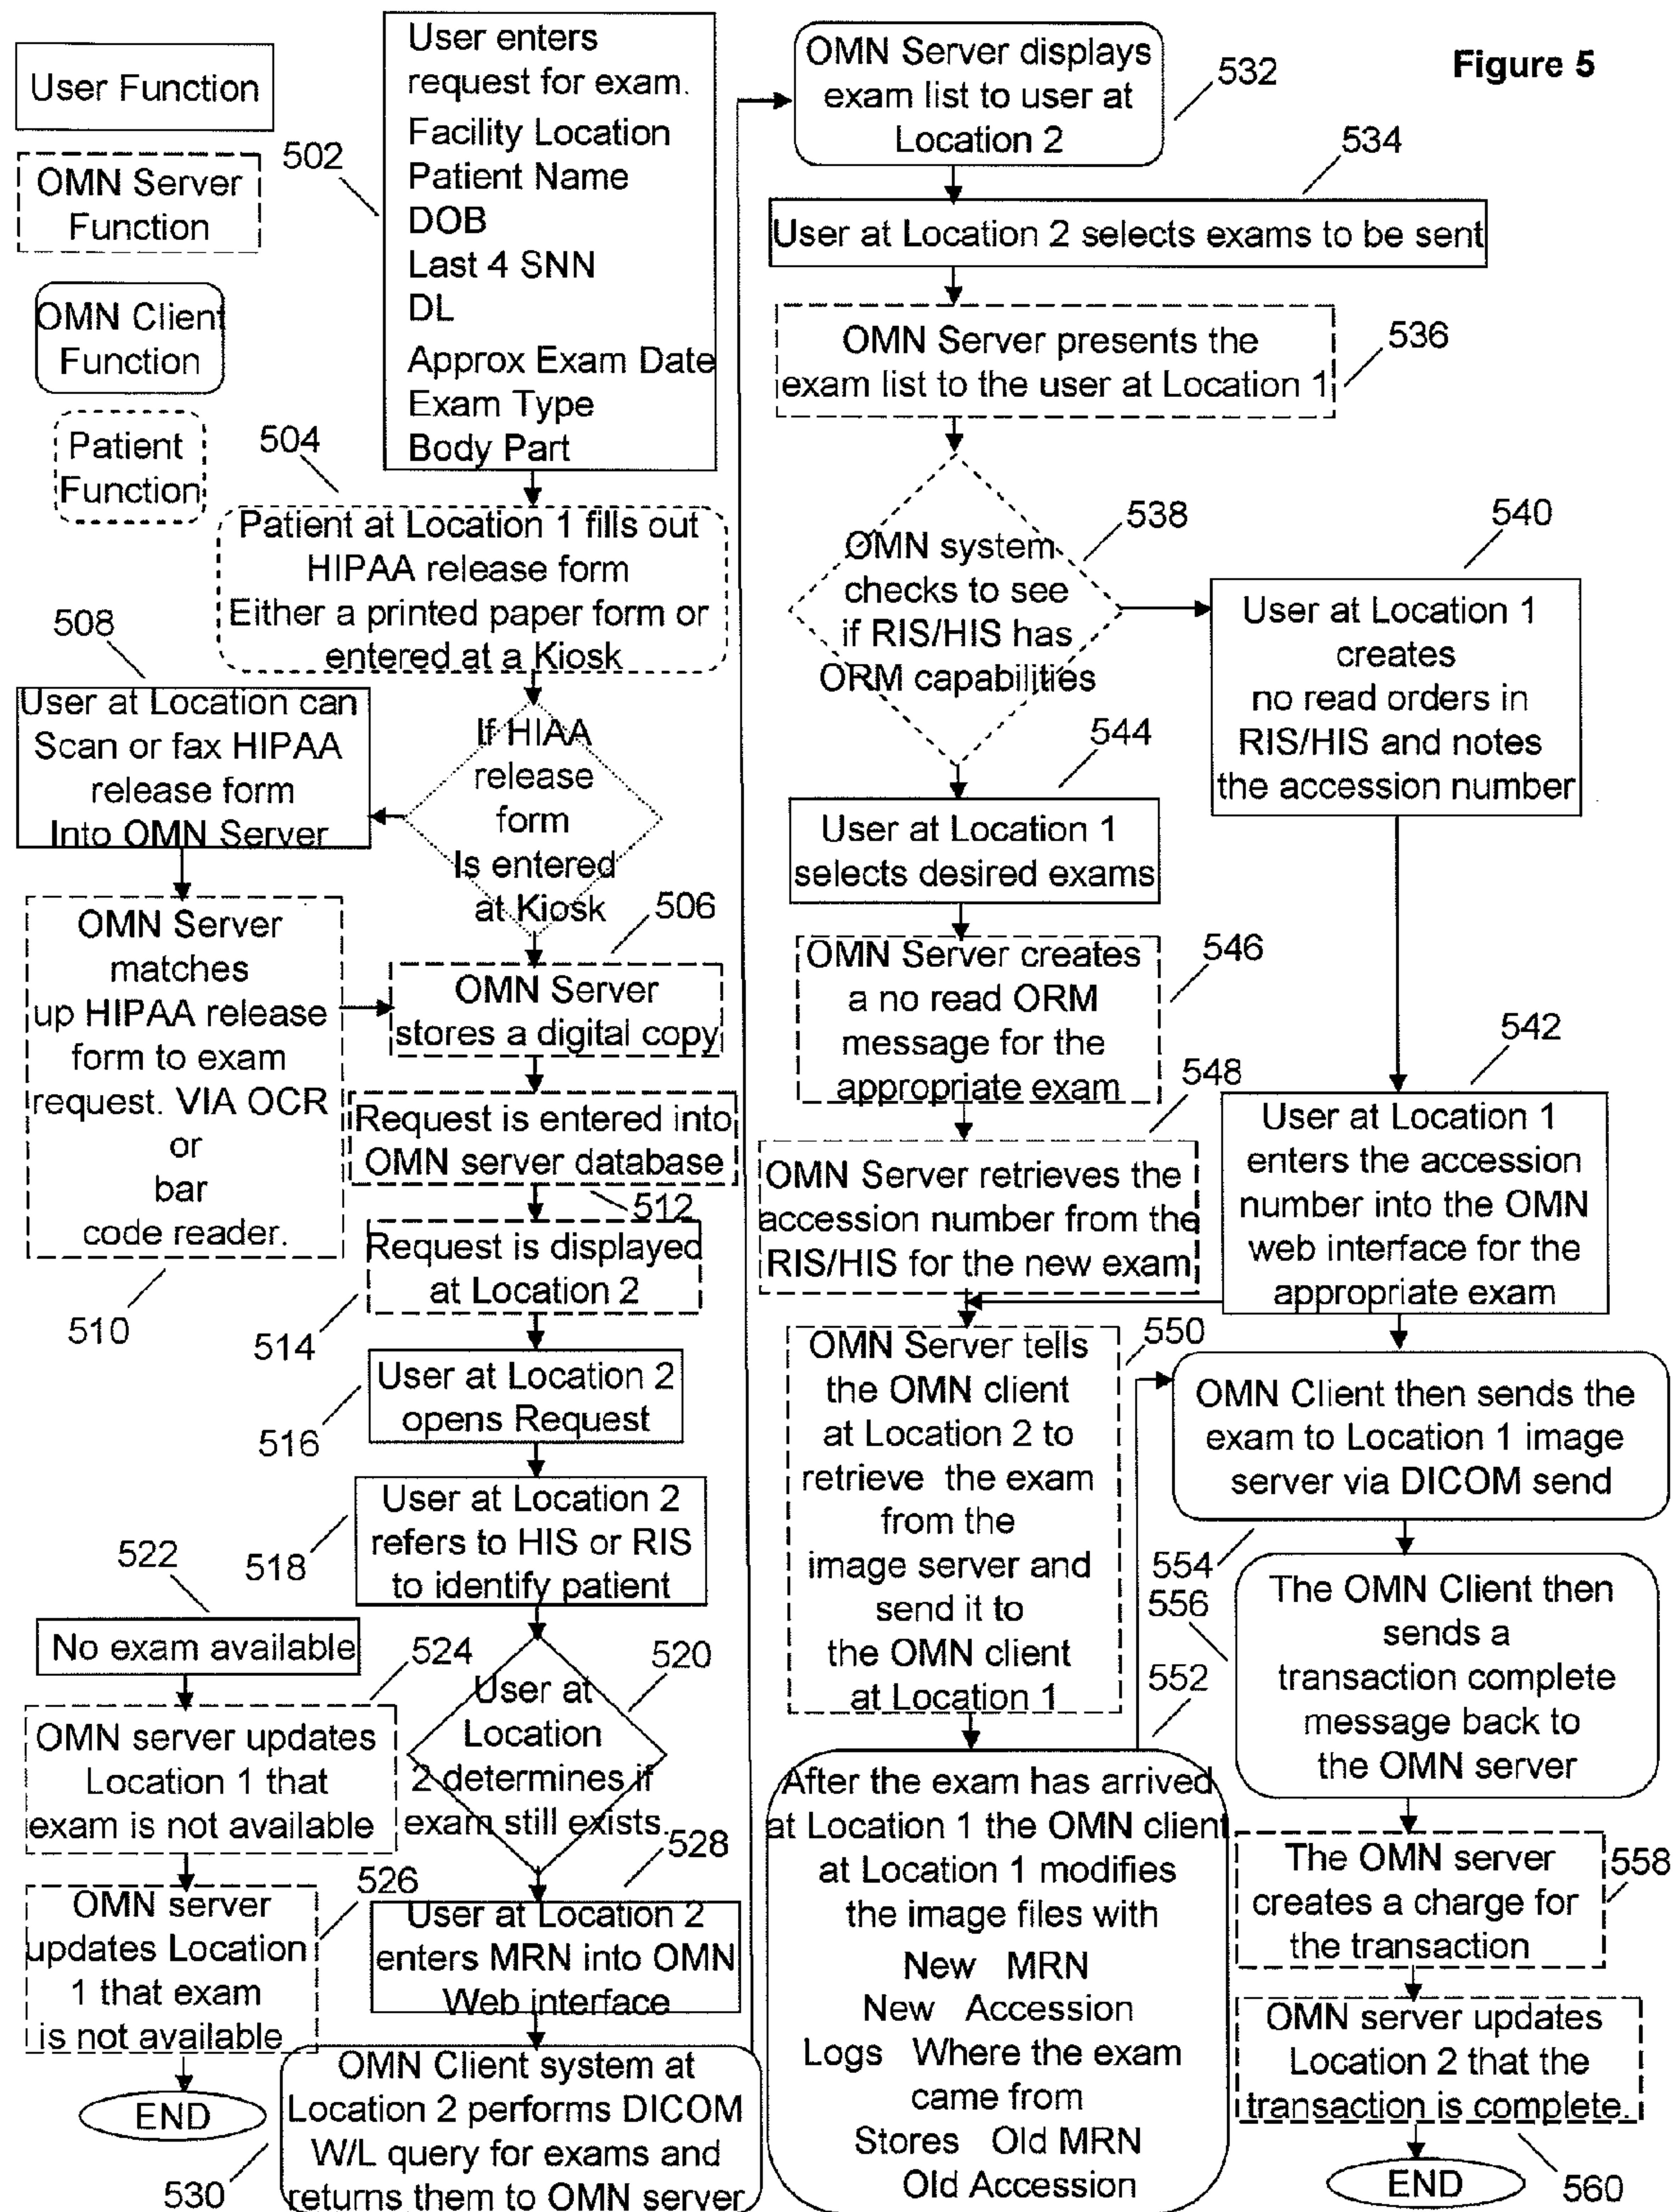 Figure 5
User Function
OMN Server
Function
OMN Client
Function
Patient
Function
502
User enters
request for exam.
Facility Location
Patient Name
DOB
Last 4 SNN
DL
Approx Exam Date
Exam Type
Body Part
504
Patient at Location 1 fills out
HIPAA release form
Either a printed paper form or
entered at a Kiosk
508
User at Location can
Scan or fax HIPAA
release form
Into OMN Server
If HIAA
release
form
Is entered
at Kiosk
506
OMN Server
stores a digital copy
OMN Server
matches
up HIPAA release
form to exam
request. VIA OCR
or
bar
code reader.
510
Request is entered into
OMN server database
512
Request is displayed
at Location 2
514
User at Location 2
opens Request
516
User at Location 2
refers to HIS or RIS
to identify patient
518
522
No exam available
524
OMN server updates
Location 1 that
exam is not available
520
User at
Location
2 determines if
exam still exists.
526
OMN server
updates Location
1 that exam
is not available
END
528
User at Location 2
enters MRN into OMN
Web interface
OMN Client system at
Location 2 performs DICOM
W/L query for exams and
returns them to OMN server
530
OMN Server displays
exam list to user at
Location 2
532
534
User at Location 2 selects exams to be sent
OMN Server presents the
exam list to the user at Location 1
536
OMN system
checks to see
if RIS/HIS has
ORM capabilities
538
540
User at Location 1
creates
no read orders in
RIS/HIS and notes
the accession number
544
User at Location 1
selects desired exams
OMN Server creates
a no read ORM
message for the
appropriate exam
546
548
OMN Server retrieves the
accession number from the
RIS/HIS for the new exam
542
User at Location 1
enters the accession
number into the OMN
web interface for the
appropriate exam
OMN Server tells
the OMN client
at Location 2 to
retrieve the exam
from the
image server and
send it to
the OMN client
at Location 1
550
552
After the exam has arrived
at Location 1 the OMN client
at Location 1 modifies
the image files with
New MRN
New Accession
Logs Where the exam
came from
Stores Old MRN
Old Accession
OMN Client then sends the
exam to Location 1 image
server via DICOM send
554
556
The OMN Client then
sends a
transaction complete
message back to
the OMN server
The OMN server
creates a charge for
the transaction
558
OMN server updates
Location 2 that the
transaction is complete.
560
END